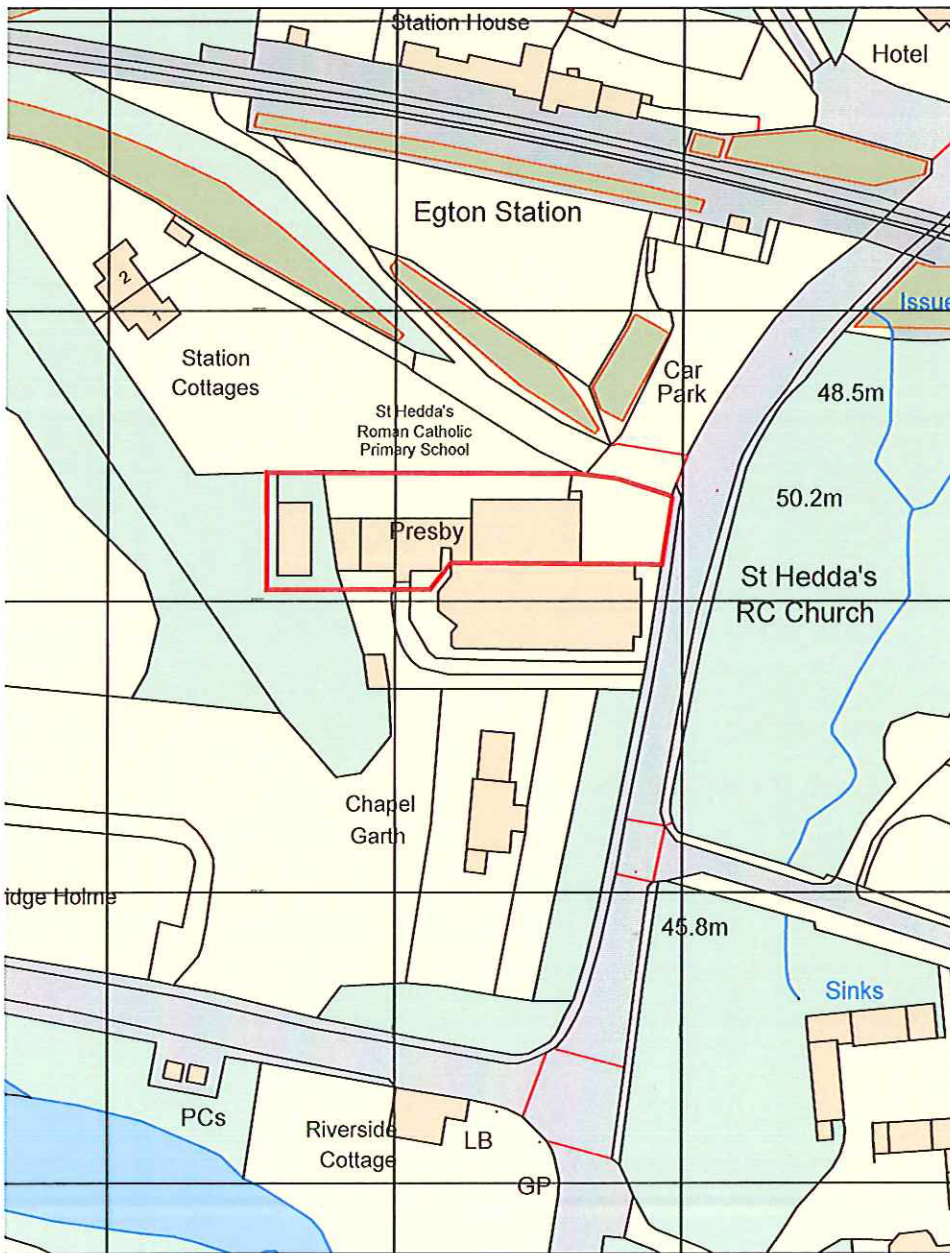 Station House
Hotel
Egton Station
2
1
Issue
Station
Cottages
Car
Park
48.5m
St Hedda's
Roman Catholic
Primary School
50.2m
Presby
St Hedda's
RC Church
Chapel
Garth
idge Holme
45.8m
Sinks
PCs
Riverside
Cottage
LB
GP